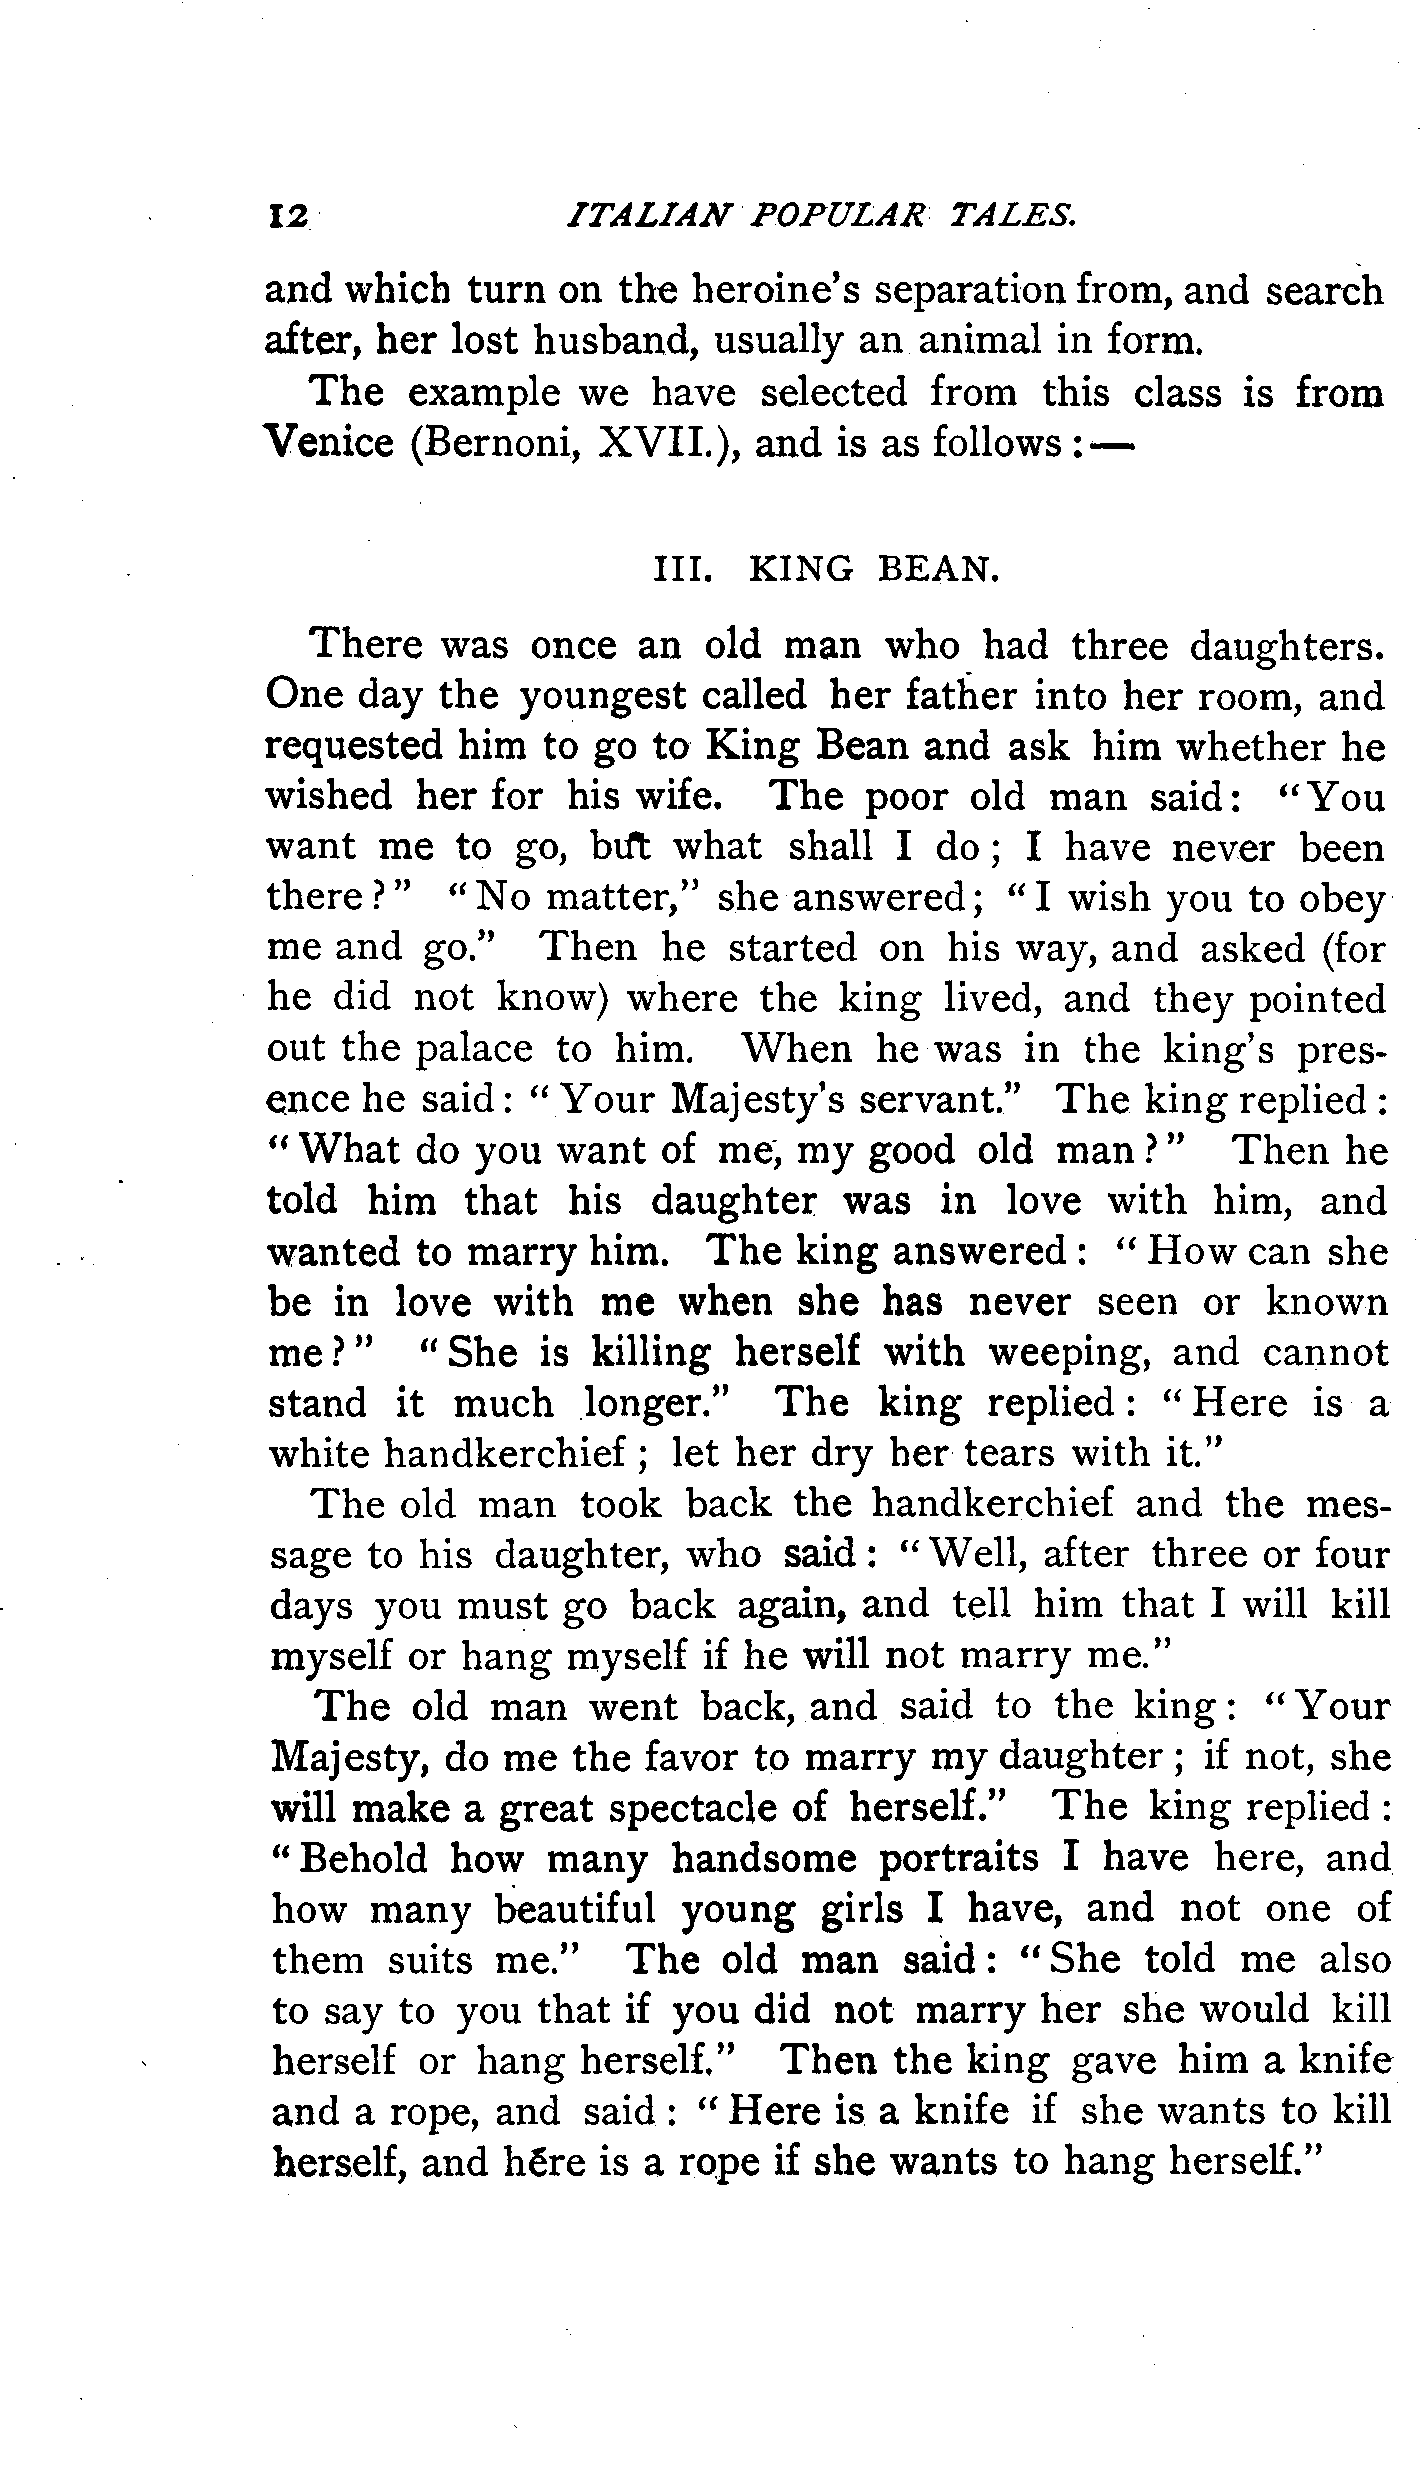 12 ITALIAN POPULAR TALES.
and which turn on the heroine's separation from, and search
after, her lost husband, usually an animal in form.
The example we have selected from this class is from
Venice (Bernoni, XVII.), and is as follows :—
III. KING BEAN.
There was once an old man who had three daughters.
One day the youngest called her father into her room, and
requested him to go to King Bean and ask him whether he
wished her for his wife. The poor old man said: "You
want me to go, but what shall I do; I have never been
there?" "No matter," she answered; "I wish you to obey
me and go." Then he started on his way, and asked (for
he did not know) where the king lived, and they pointed
out the palace to him. When he was in the king's pres-
ence he said: "Your Majesty's servant." The king replied:
"What do you want of me, my good old man?" Then he
told him that his daughter was in love with him, and
wanted to marry him. The king answered: "How can she
be in love with me when she has never seen or known
me?" "She is killing herself with weeping, and cannot
stand it much longer." The king replied: "Here is a
white handkerchief; let her dry her tears with it."
The old man took back the handkerchief and the mes-
sage to his daughter, who said: "Well, after three or four
days you must go back again, and tell him that I will kill
myself or hang myself if he will not marry me."
The old man went back, and said to the king: "Your
Majesty, do me the favor to marry my daughter; if not, she
will make a great spectacle of herself." The king replied:
"Behold how many handsome portraits I have here, and
how many beautiful young girls I have, and not one of
them suits me." The old man said: "She told me also
to say to you that if you did not marry her she would kill
herself or hang herself." Then the king gave him a knife
and a rope, and said: "Here is a knife if she wants to kill
herself, and here is a rope if she wants to hang herself."